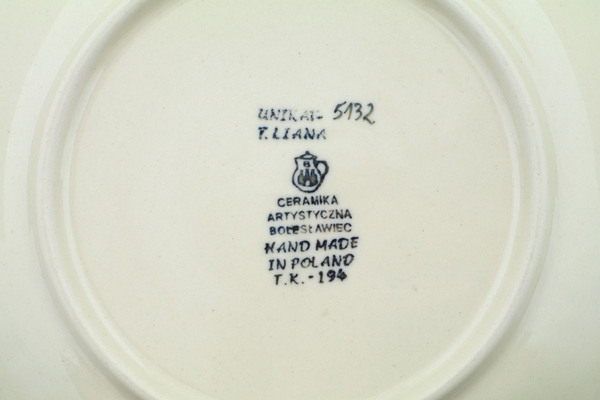 UNIKAT- 5132
F. LIANA
B
CERAMIKA
ARTYSTYCZNA
BOLESŁAWIEC
HAND MADE
IN POLAND
T.K.-194